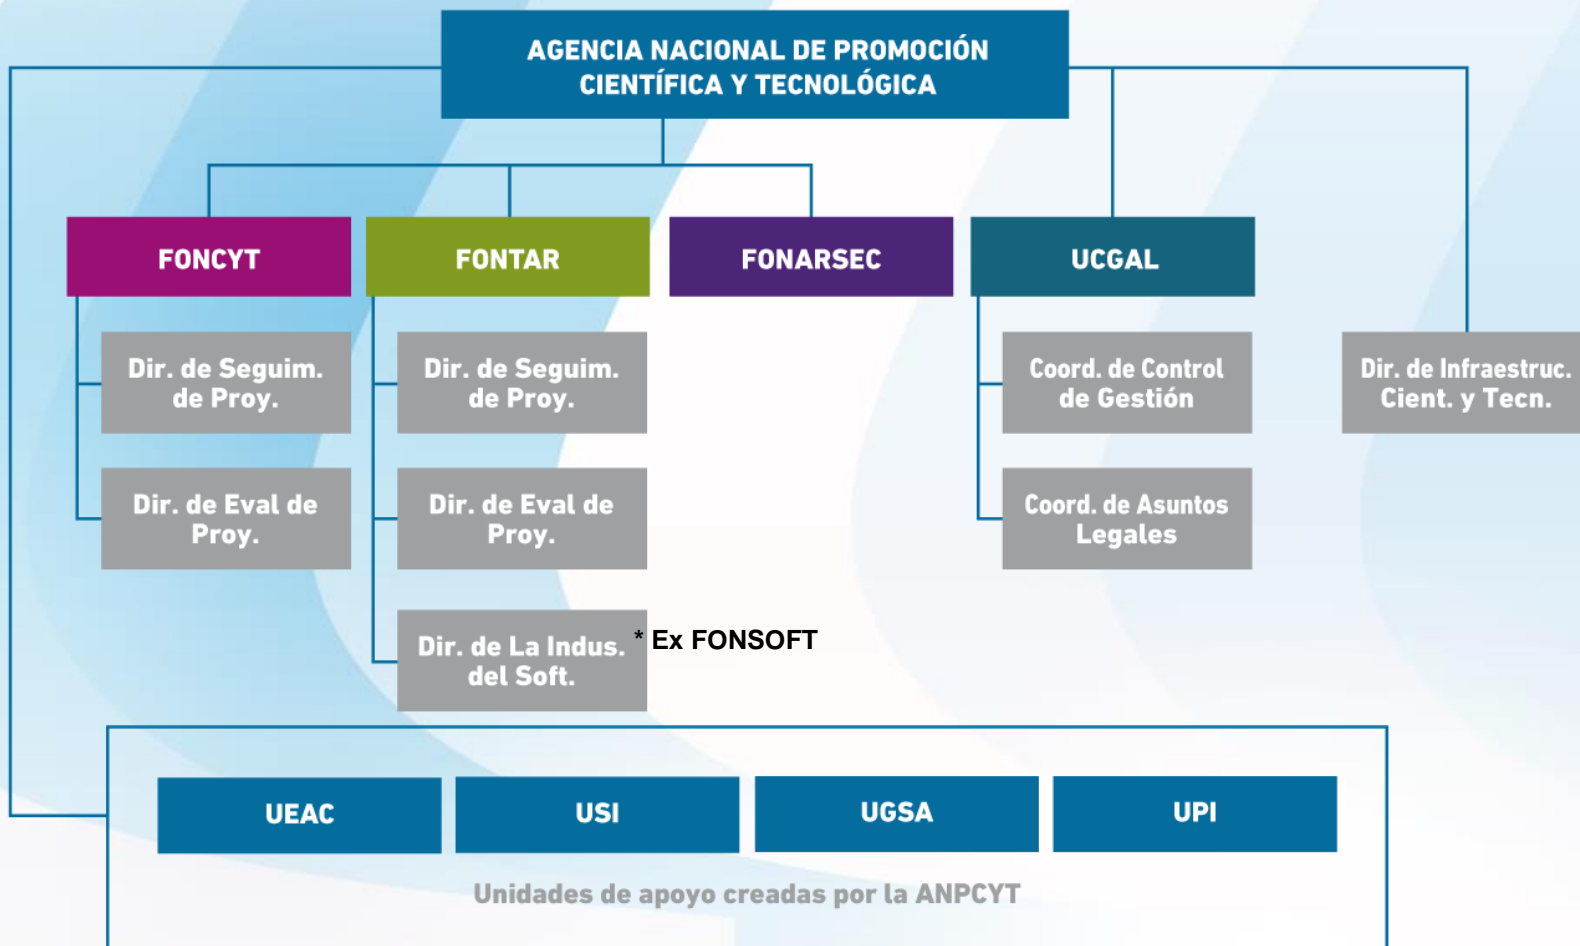 AGENCIA NACIONAL DE PROMOCIÓN
CIENTÍFICA Y TECNOLÓGICA
FONCYT
FONTAR
FONARSEC
UCGAL
Dir. de Seguim.
de Proy.
Dir. de Seguim.
de Proy.
Coord. de Control
de Gestión
Dir. de Infraestruc.
Cient. y Tecn.
Dir. de Eval de
Proy.
Dir. de Eval de
Proy.
Coord. de Asuntos
Legales
Dir. de La Indus.
del Soft.
* Ex FONSOFT
UEAC
USI
UGSA
UPI
Unidades de apoyo creadas por la ANPCYT